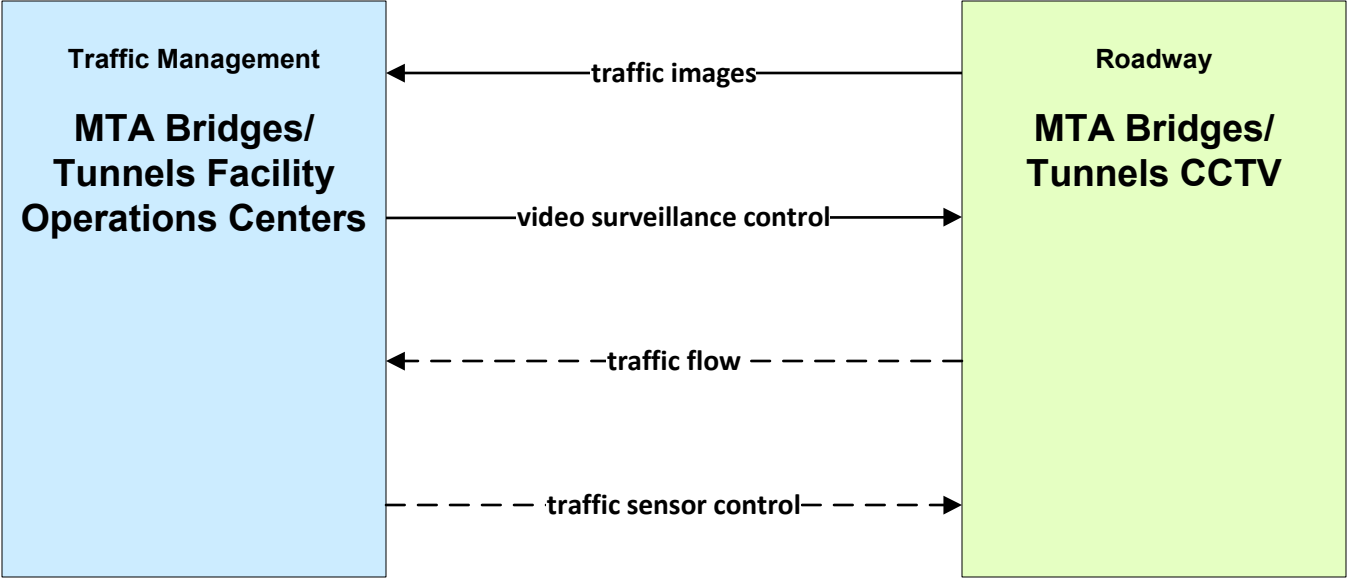 Traffic Management
MTA Bridges/
Tunnels Facility
Operations Centers
traffic images
video surveillance control
traffic flow
traffic sensor control
Roadway
MTA Bridges/
Tunnels CCTV